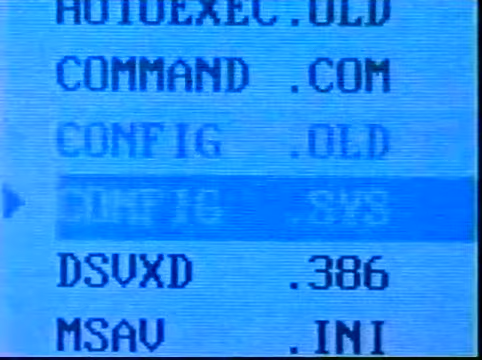 AUTOEXEC.OLD
COMMAND .COM
CONFIG .OLD
CONFIG .SYS
DSVXD .386
MSAV .INI